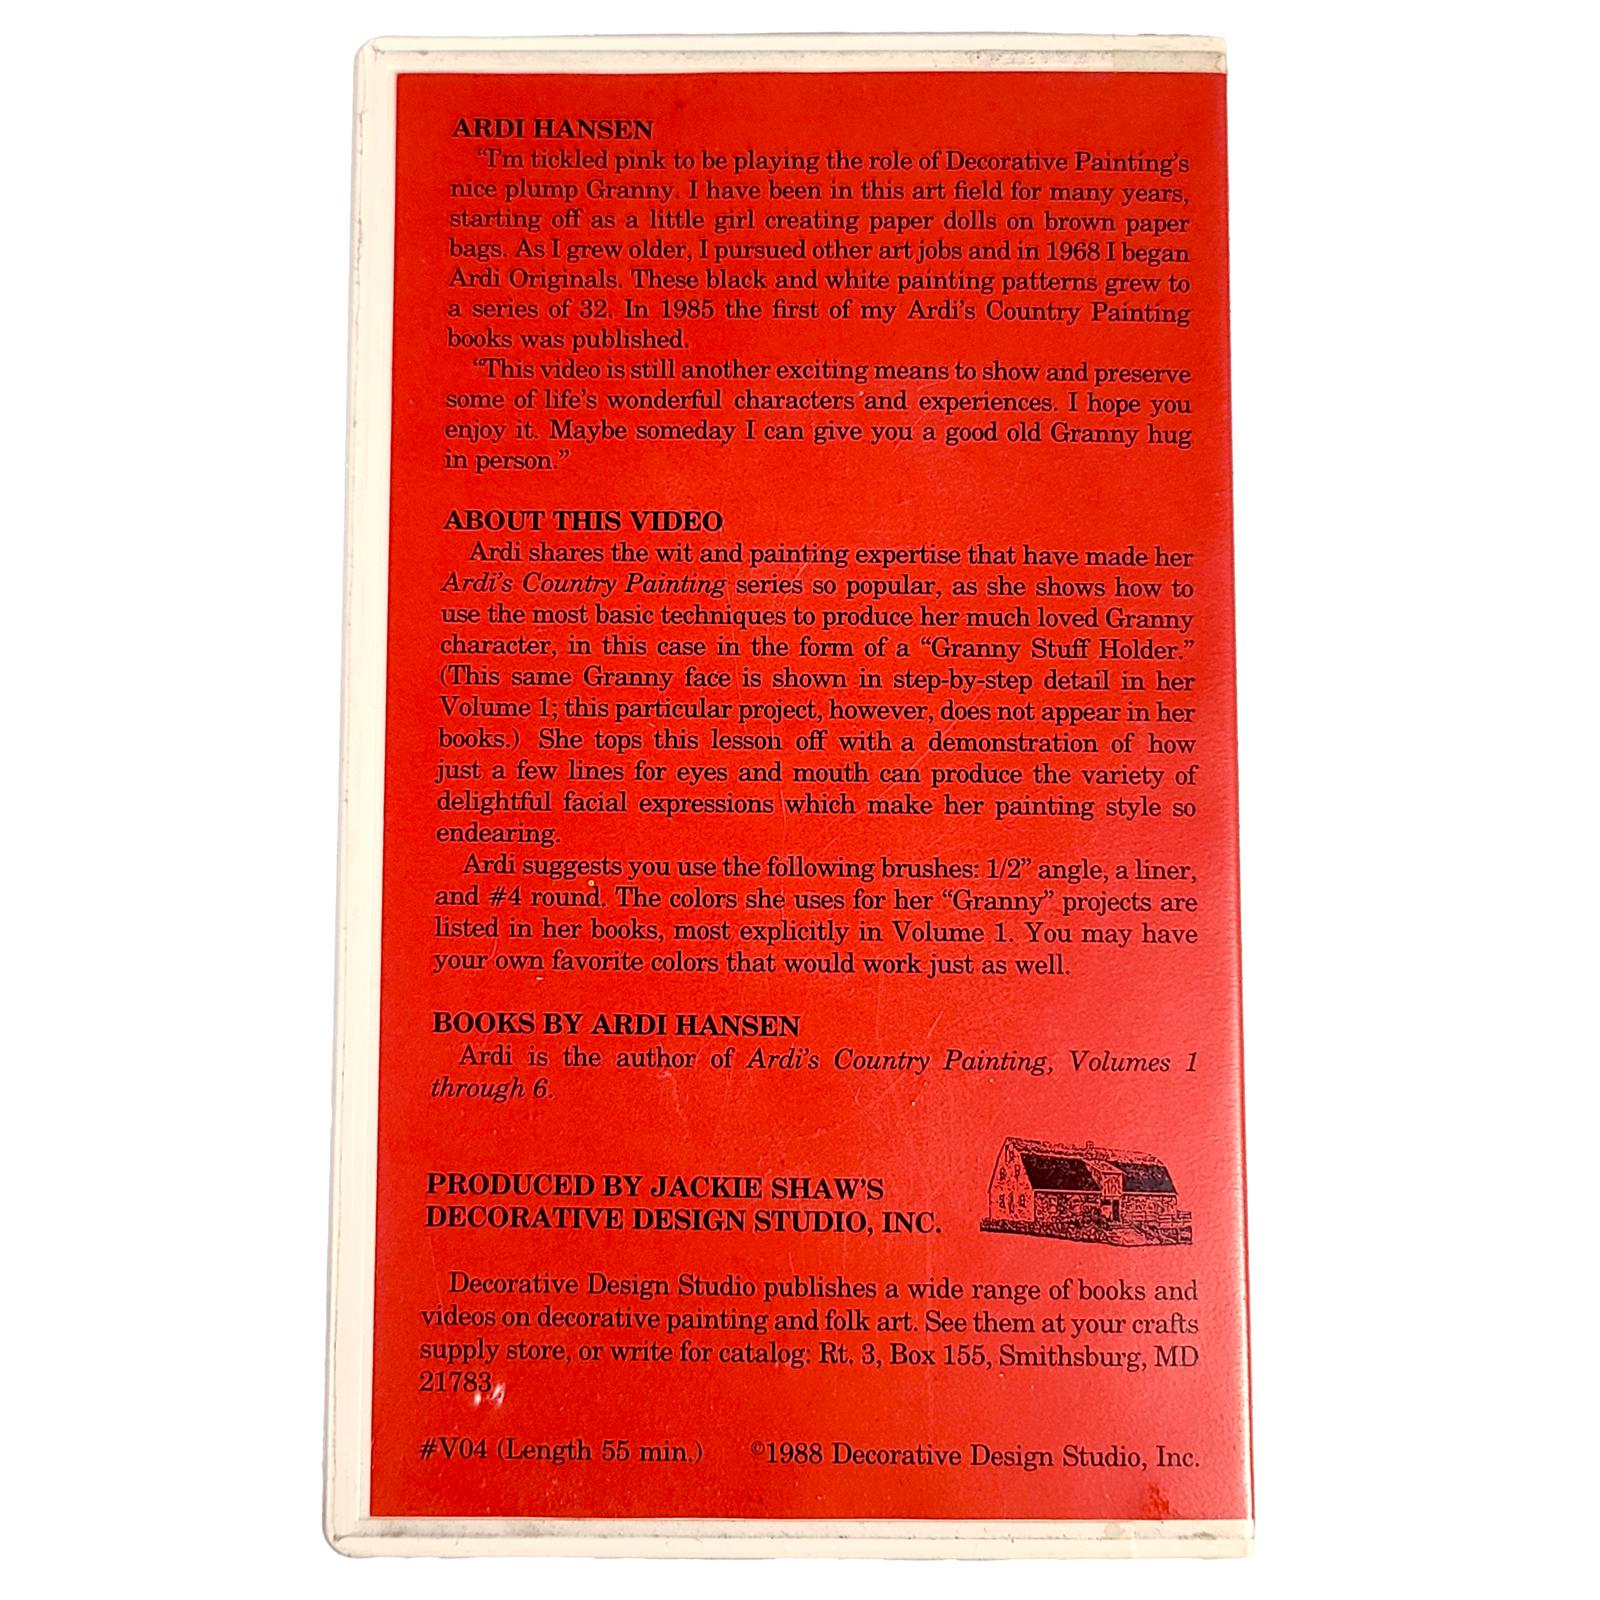 ARDI HANSEN
“I'm tickled pink to be playing the role of Decorative Painting's
nice plump Granny. I have been in this art field for many years,
starting off as a little girl creating paper dolls on brown paper
bags. As I grew older, I pursued other art jobs and in 1968 I began
Ardi Originals. These black and white painting patterns grew to
a series of 32. In 1985 the first of my Ardi's Country Painting
books was published.
“This video is still another exciting means to show and preserve
some of life's wonderful characters and experiences. I hope you
enjoy it. Maybe someday I can give you a good old Granny hug
in person.”
ABOUT THIS VIDEO
Ardi shares the wit and painting expertise that have made her
Ardi's Country Painting series so popular, as she shows how to
use the most basic techniques to produce her much loved Granny
character, in this case in the form of a “Granny Stuff Holder.”
(This same Granny face is shown in step-by-step detail in her
Volume 1; this particular project, however, does not appear in her
books.) She tops this lesson off with a demonstration of how
just a few lines for eyes and mouth can produce the variety of
delightful facial expressions which make her painting style so
endearing.
Ardi suggests you use the following brushes: 1/2” angle, a liner,
and #4 round. The colors she uses for her “Granny” projects are
listed in her books, most explicitly in Volume 1. You may have
your own favorite colors that would work just as well.
BOOKS BY ARDI HANSEN
Ardi is the author of Ardi's Country Painting, Volumes 1
through 6.
PRODUCED BY JACKIE SHAW'S
DECORATIVE DESIGN STUDIO, INC.
Decorative Design Studio publishes a wide range of books and
videos on decorative painting and folk art. See them at your crafts
supply store, or write for catalog: Rt. 3, Box 155, Smithsburg, MD
21783.
#V04 (Length 55 min.) ©1988 Decorative Design Studio, Inc.